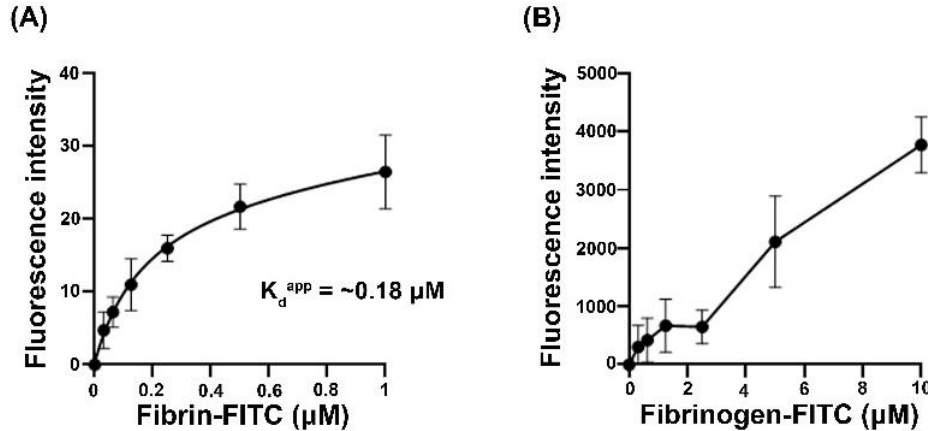 (A)
Fluorescence intensity
40
30
20
10
0
0 0.2 0.4 0.6 0.8 1
Fibrin-FITC (μM)
Kdapp = ~0.18 μM
(B)
Fluorescence intensity
5000
4000
3000
2000
1000
0
0 2 4 6 8 10
Fibrinogen-FITC (μM)